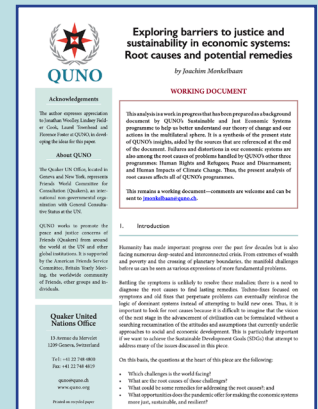 QUNO
Exploring barriers to justice and
sustainability in economic systems:
Root causes and potential remedies
by Joachim Monkelbaan
WORKING DOCUMENT
Acknowledgements
The author expresses appreciation
to Jonathan Woolley, Lindsey Field-
er Cook, Laurel Townhead and
Florence Foster at QUNO, in devel-
oping the ideas for this paper.
About QUNO
The Quaker UN Office, located in
Geneva and New York, represents
Friends World Committee for
Consultation (Quakers), an inter-
national non-governmental orga-
nisation with General Consulta-
tive Status at the UN.
QUNO works to promote the
peace and justice concerns of
Friends (Quakers) from around
the world at the UN and other
global institutions. It is supported
by the American Friends Service
Committee, Britain Yearly Meet-
ing, the worldwide community
of Friends, other groups and in-
dividuals.
Quaker United
Nations Office
13 Avenue du Mervelet
1209 Geneva, Switzerland
Tel: +41 22 748 4800
Fax: +41 22 748 4819
quno@quno.ch
www.quno.org
Printed on recycled paper
This analysis is a work in progress that has been prepared as a background
document by QUNO's Sustainable and Just Economic Systems
programme to help us better understand our theory of change and our
actions in the multilateral sphere. It is a synthesis of the present state
of QUNO's insights, aided by the sources that are referenced at the end
of the document. Failures and distortions in our economic systems are
also among the root causes of problems handled by QUNO's other three
programmes: Human Rights and Refugees; Peace and Disarmament;
and Human Impacts of Climate Change. Thus, the present analysis of
root causes affects all of QUNO's programmes.
This remains a working document—comments are welcome and can be
sent to jmonkelbaan@quno.ch.
1. Introduction
Humanity has made important progress over the past few decades but is also
facing numerous deep-seated and interconnected crises. From extremes of wealth
and poverty and the crossing of planetary boundaries, the manifold challenges
before us can be seen as various expressions of more fundamental problems.
Battling the symptoms is unlikely to resolve these maladies; there is a need to
diagnose the root causes to find lasting remedies. Techno-fixes focused on
symptoms and old fixes that perpetuate problems can eventually reinforce the
logic of dominant systems instead of attempting to build new ones. Thus, it is
important to look for root causes because it is difficult to imagine that the vision
of the next stage in the advancement of civilization can be formulated without a
searching reexamination of the attitudes and assumptions that currently underlie
approaches to social and economic development. This is particularly important
if we want to achieve the Sustainable Development Goals (SDGs) that attempt to
address many of the issues discussed in this piece.
On this basis, the questions at the heart of this piece are the following:
• Which challenges is the world facing?
• What are the root causes of those challenges?
• What could be some remedies for addressing the root causes; and
• What opportunities does the pandemic offer for making the economic systems
more just, sustainable, and resilient?